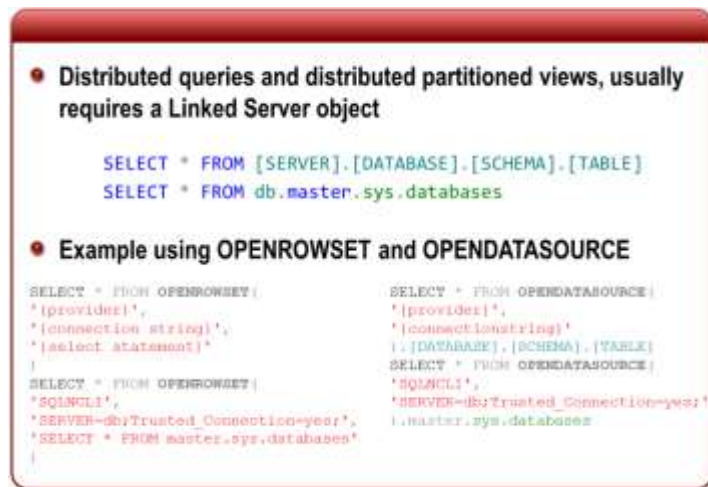 Distributed queries and distributed partitioned views, usually
requires a Linked Server object
SELECT * FROM [SERVER].[DATABASE].[SCHEMA].[TABLE]
SELECT * FROM db.master.sys.databases
Example using OPENROWSET and OPENDATASOURCE
SELECT * FROM OPENROWSET(
'{provider}',
'{connection string}',
'{select statement}'
)
SELECT * FROM OPENROWSET(
'SQLNCLI',
'SERVER=db;Trusted_Connection=yes;',
'SELECT * FROM master.sys.databases'
)
SELECT * FROM OPENDATASOURCE(
'{provider}',
'{connectionstring}'
).[DATABASE].[SCHEMA].[TABLE]
SELECT * FROM OPENDATASOURCE(
'SQLNCLI',
'SERVER=db;Trusted_Connection=yes;'
).master.sys.databases